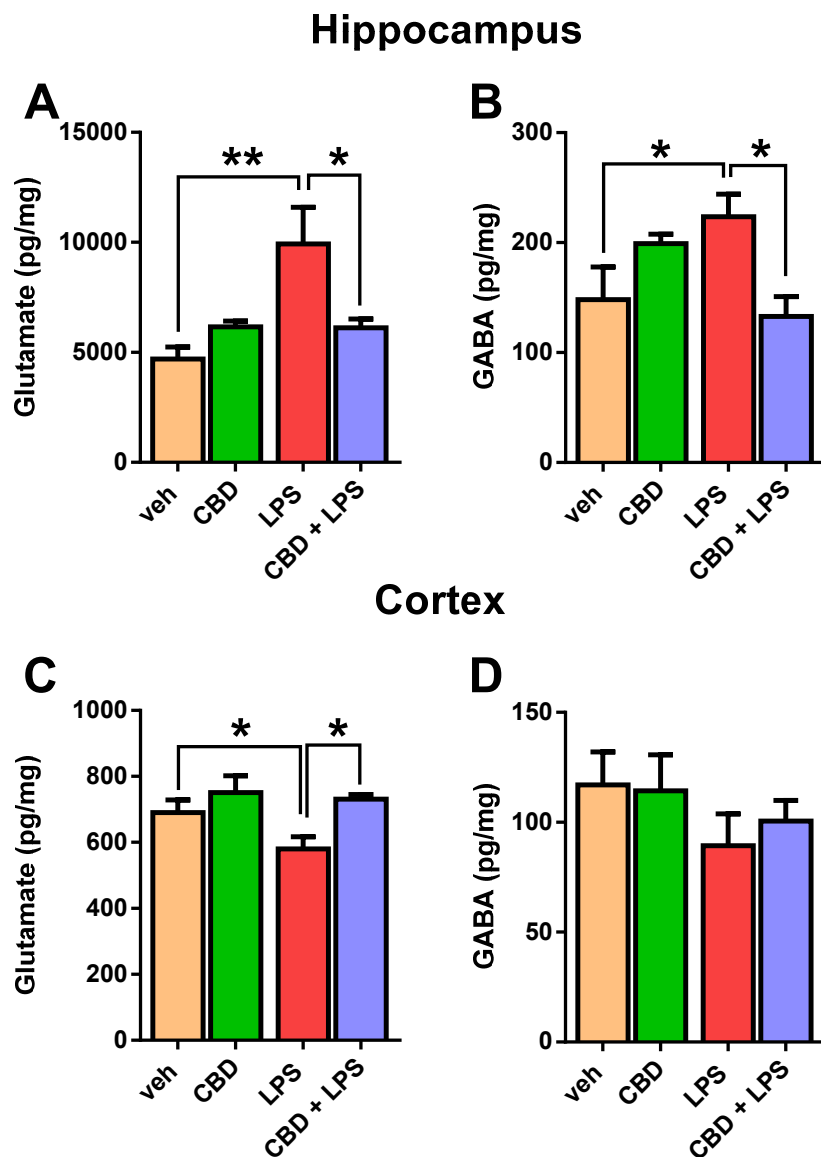 Hippocampus
A
Glutamate (pg/mg)
15000
10000
5000
0
** *
veh CBD LPS CBD + LPS
B
GABA (pg/mg)
300
200
100
0
* *
veh CBD LPS CBD + LPS
Cortex
C
Glutamate (pg/mg)
1000
800
600
400
200
0
* *
veh CBD LPS CBD + LPS
D
GABA (pg/mg)
150
100
50
0
veh CBD LPS CBD + LPS